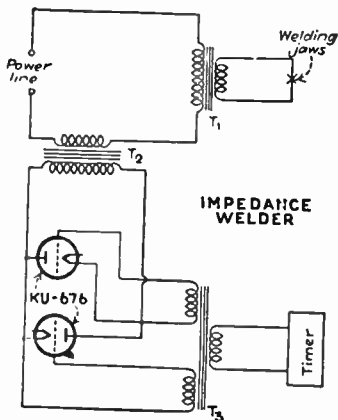 Welding
jaws
Power
line
T1
T2
IMPEDANCE
WELDER
KU-676
Timer
T3